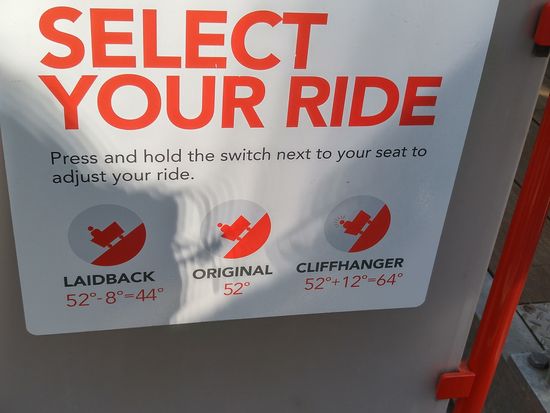 SELECT
YOUR RIDE
Press and hold the switch next to your seat to
adjust your ride.
LAIDBACK
52°-8°=44°
ORIGINAL
52°
CLIFFHANGER
52°+12°=64°